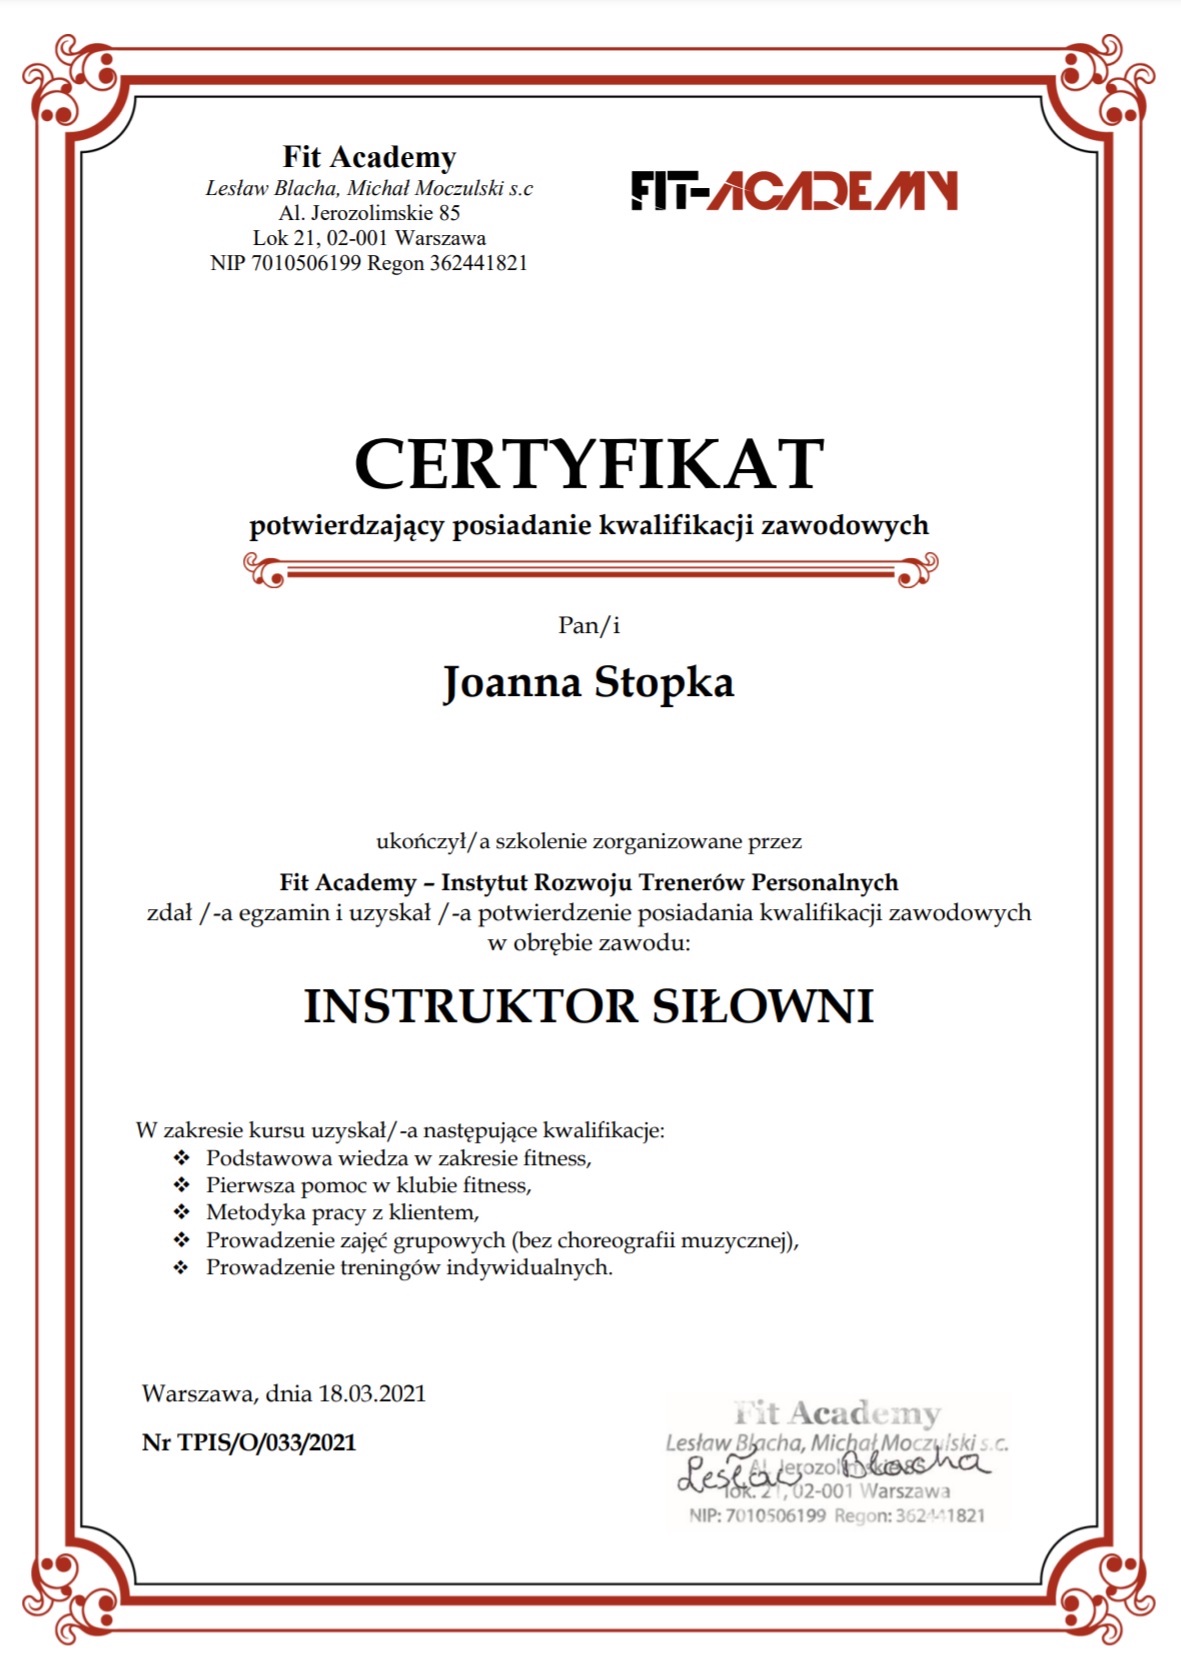 Fit Academy
Lesław Blacha, Michał Moczulski s.c
Al. Jerozolimskie 85
Lok 21, 02-001 Warszawa
NIP 7010506199 Regon 362441821
FIT-ACADEMY
CERTYFIKAT
potwierdzający posiadanie kwalifikacji zawodowych
Pan/i
Joanna Stopka
ukończył/a szkolenie zorganizowane przez
Fit Academy – Instytut Rozwoju Trenerów Personalnych
zdał /-a egzamin i uzyskał /-a potwierdzenie posiadania kwalifikacji zawodowych
w obrębie zawodu:
INSTRUKTOR SIŁOWNI
W zakresie kursu uzyskał/-a następujące kwalifikacje:
❖ Podstawowa wiedza w zakresie fitness,
❖ Pierwsza pomoc w klubie fitness,
❖ Metodyka pracy z klientem,
❖ Prowadzenie zajęć grupowych (bez choreografii muzycznej),
❖ Prowadzenie treningów indywidualnych.
Warszawa, dnia 18.03.2021
Nr TPIS/O/033/2021
Fit Academy
Lesław Blacha, Michał Moczulski s.c.
Al. Jerozolimskie 85
Lesław Blacha
lok. 21, 02-001 Warszawa
NIP: 7010506199 Regon: 362441821